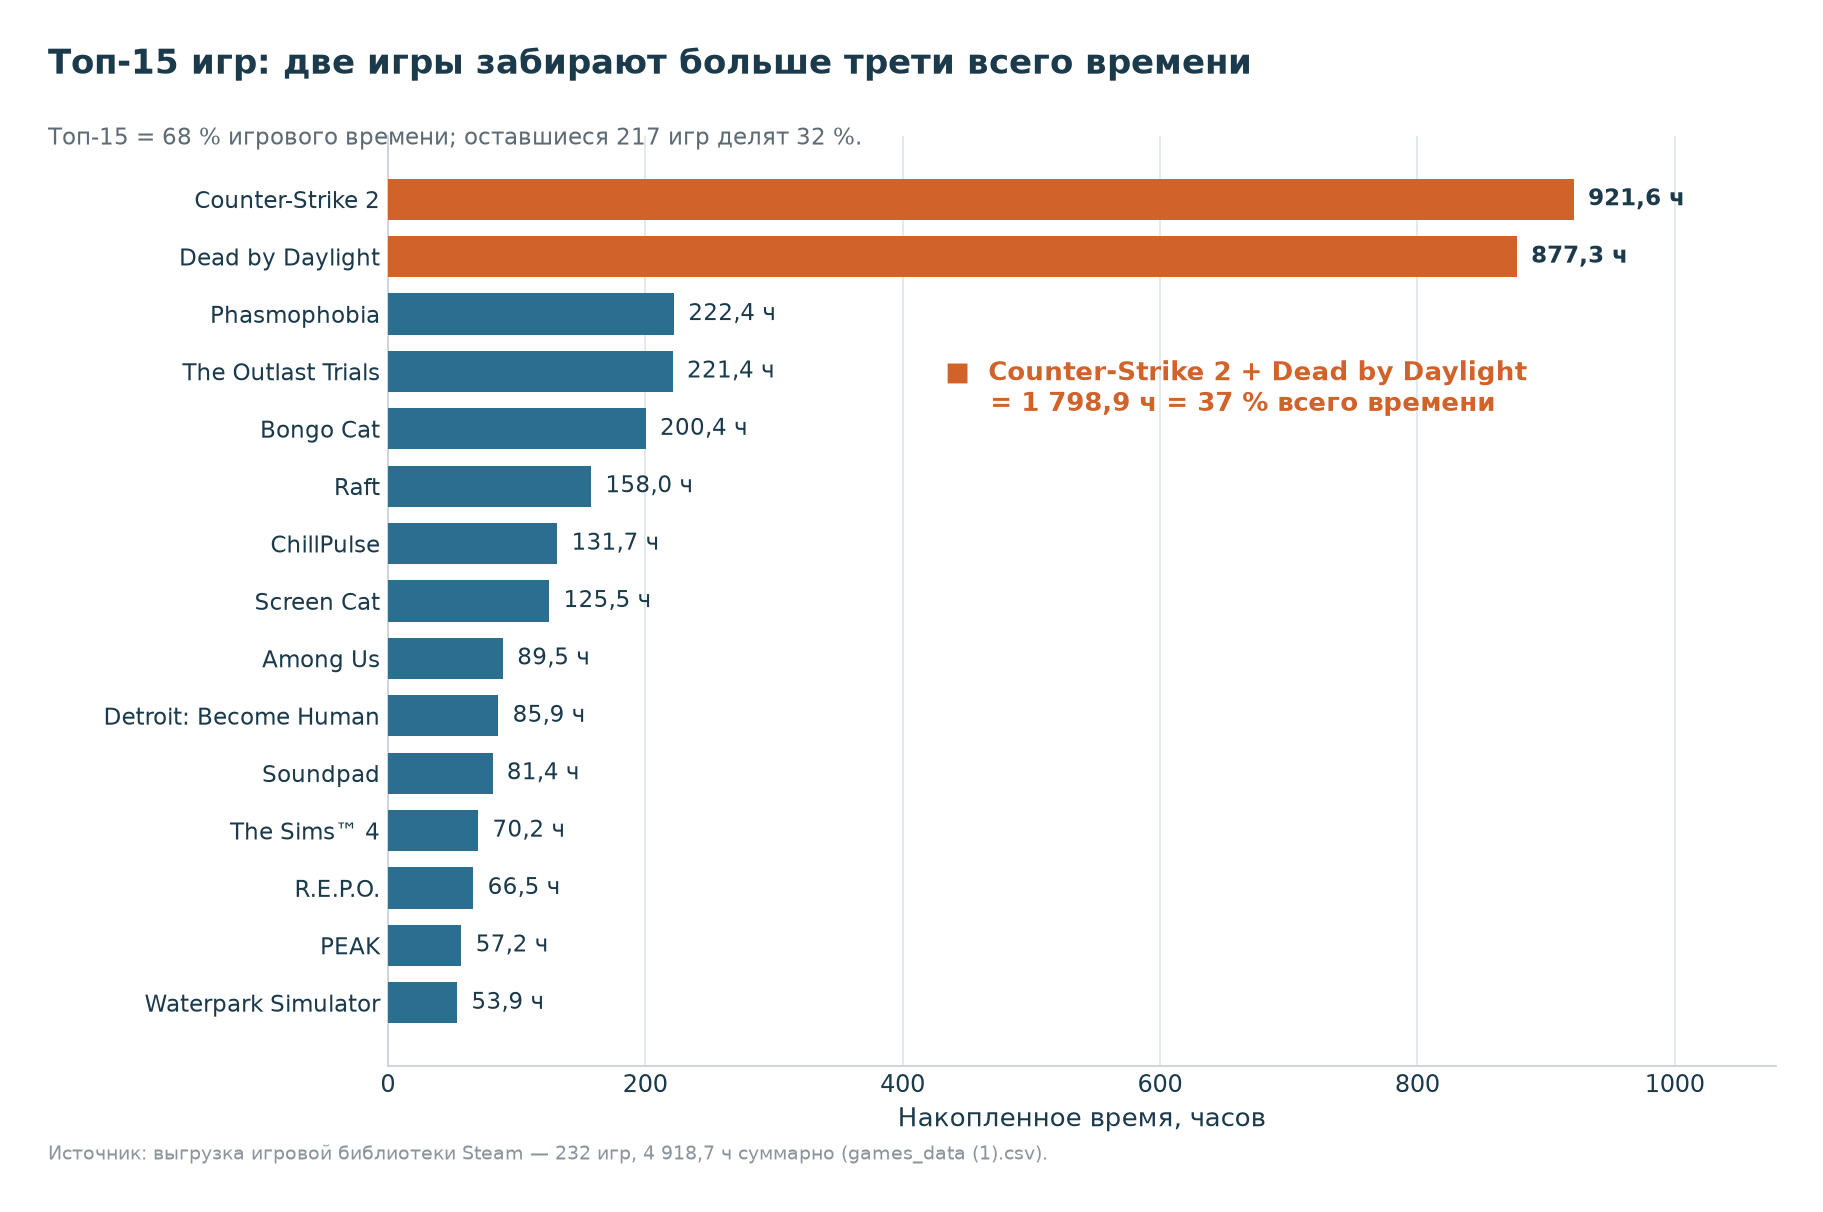 Топ-15 игр: две игры забирают больше трети всего времени
Топ-15 = 68 % игрового времени; оставшиеся 217 игр делят 32 %.
Counter-Strike 2 921,6 ч
Dead by Daylight 877,3 ч
Phasmophobia 222,4 ч
The Outlast Trials 221,4 ч
Counter-Strike 2 + Dead by Daylight
= 1 798,9 ч = 37 % всего времени
Bongo Cat 200,4 ч
Raft 158,0 ч
ChillPulse 131,7 ч
Screen Cat 125,5 ч
Among Us 89,5 ч
Detroit: Become Human 85,9 ч
Soundpad 81,4 ч
The Sims™ 4 70,2 ч
R.E.P.O. 66,5 ч
PEAK 57,2 ч
Waterpark Simulator 53,9 ч
0 200 400 600 800 1000
Накопленное время, часов
Источник: выгрузка игровой библиотеки Steam — 232 игр, 4 918,7 ч суммарно (games_data (1).csv).